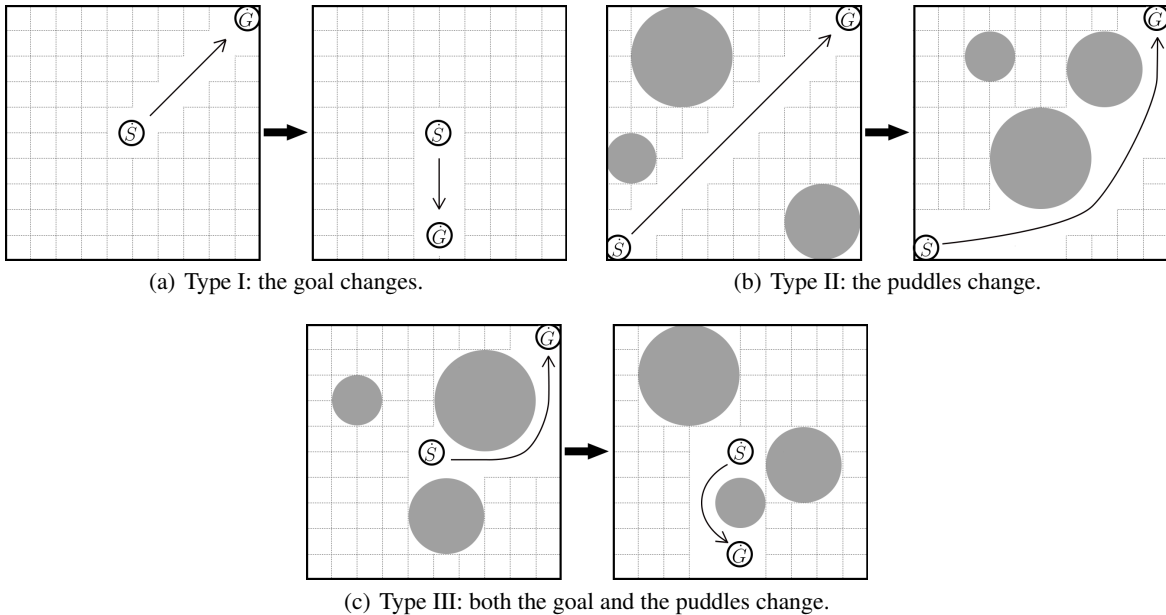 Ġ
Ṡ
Ṡ
Ġ
(a) Type I: the goal changes.
Ġ
Ṡ
Ġ
Ṡ
(b) Type II: the puddles change.
Ġ
Ṡ
Ṡ
Ġ
(c) Type III: both the goal and the puddles change.